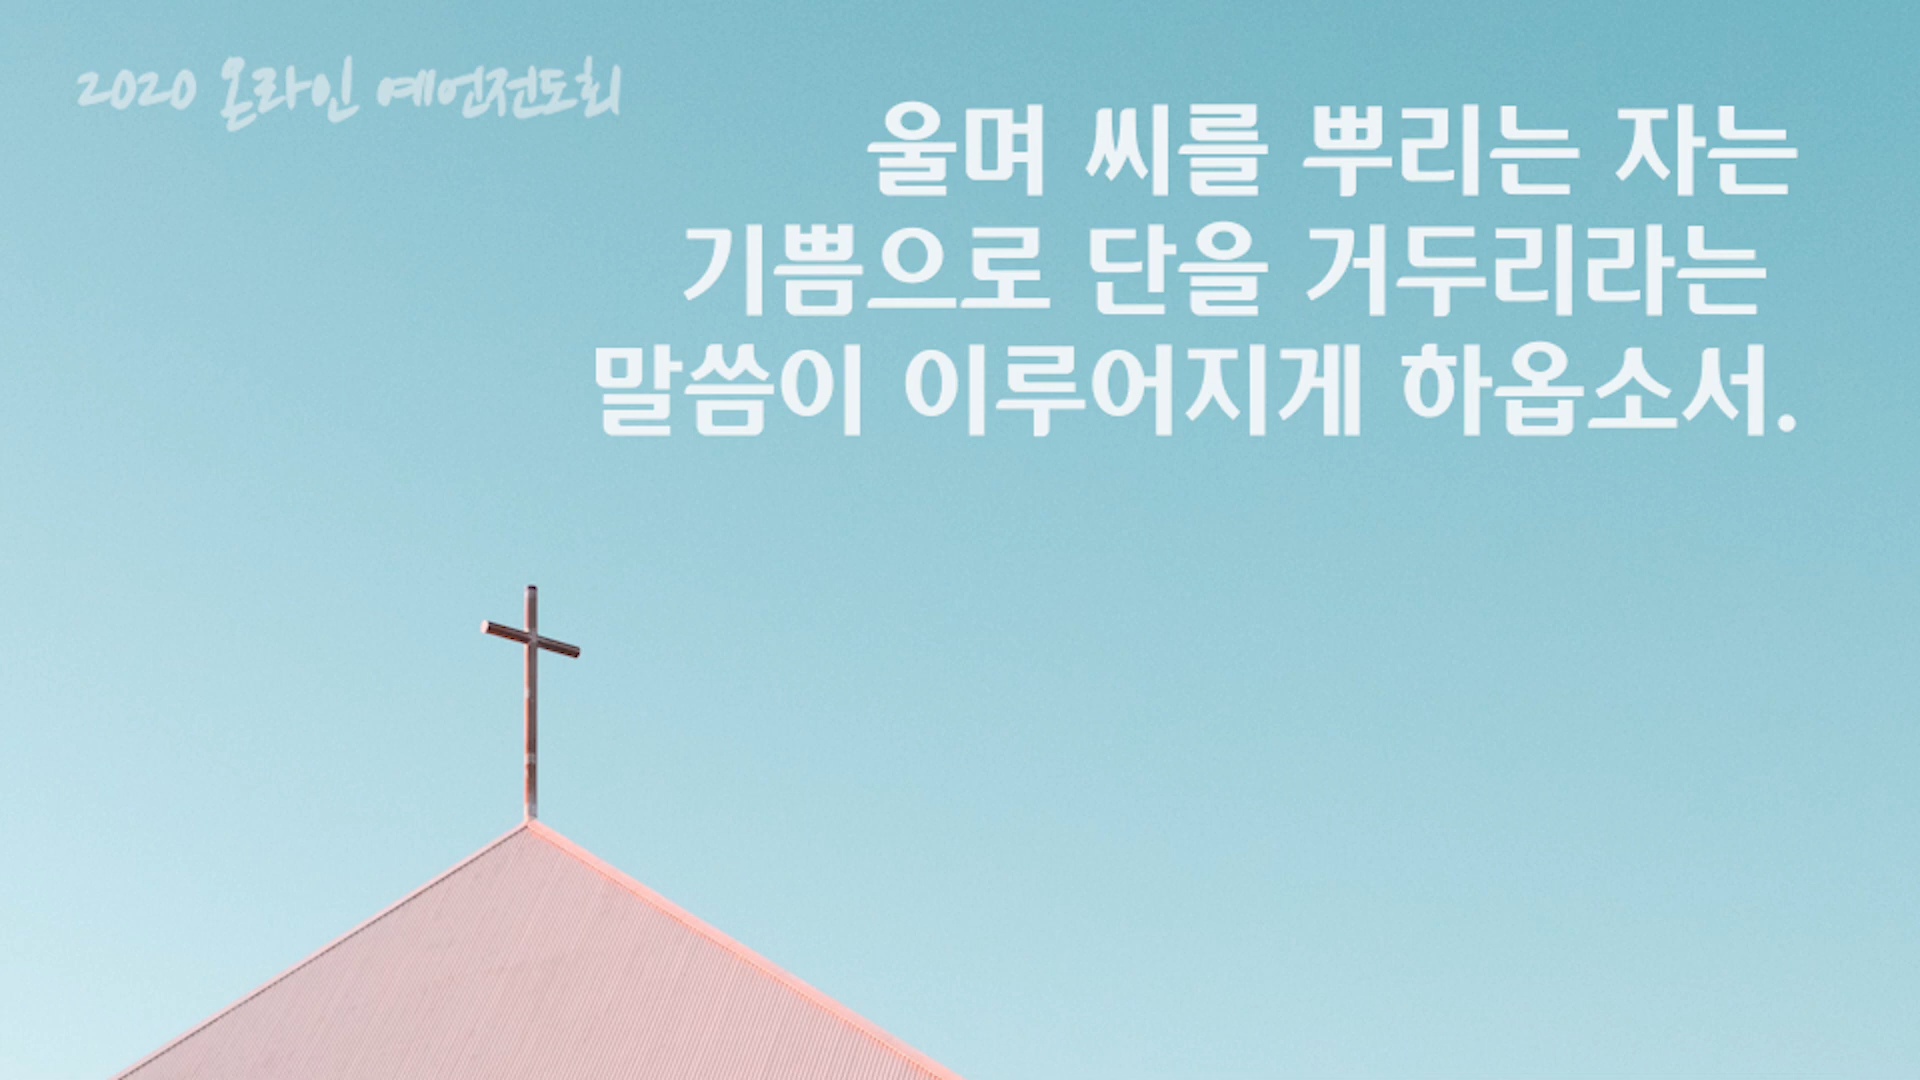 2020 온라인 예언전도회
울며 씨를 뿌리는 자는
기쁨으로 단을 거두리라는
말씀이 이루어지게 하옵소서.